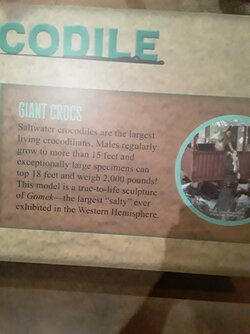 CODILE
GIANT CROCS
Saltwater crocodiles are the largest
living crocodilians. Males regularly
grow to more than 15 feet and
exceptionally large specimens can
top 18 feet and weigh 2,000 pounds!
This model is a true-to-life sculpture
of Gomek—the largest "salty" ever
exhibited in the Western Hemisphere.